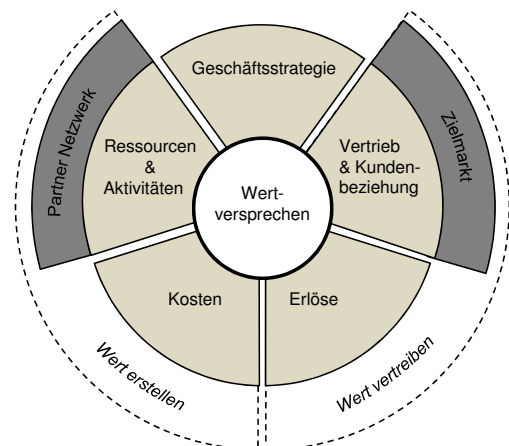 Geschäftsstrategie
Partner Netzwerk
Ressourcen
&
Aktivitäten
Vertrieb
& Kunden-
beziehung
Zielmarkt
Wert-
versprechen
Kosten
Erlöse
Wert erstellen
Wert vertreiben